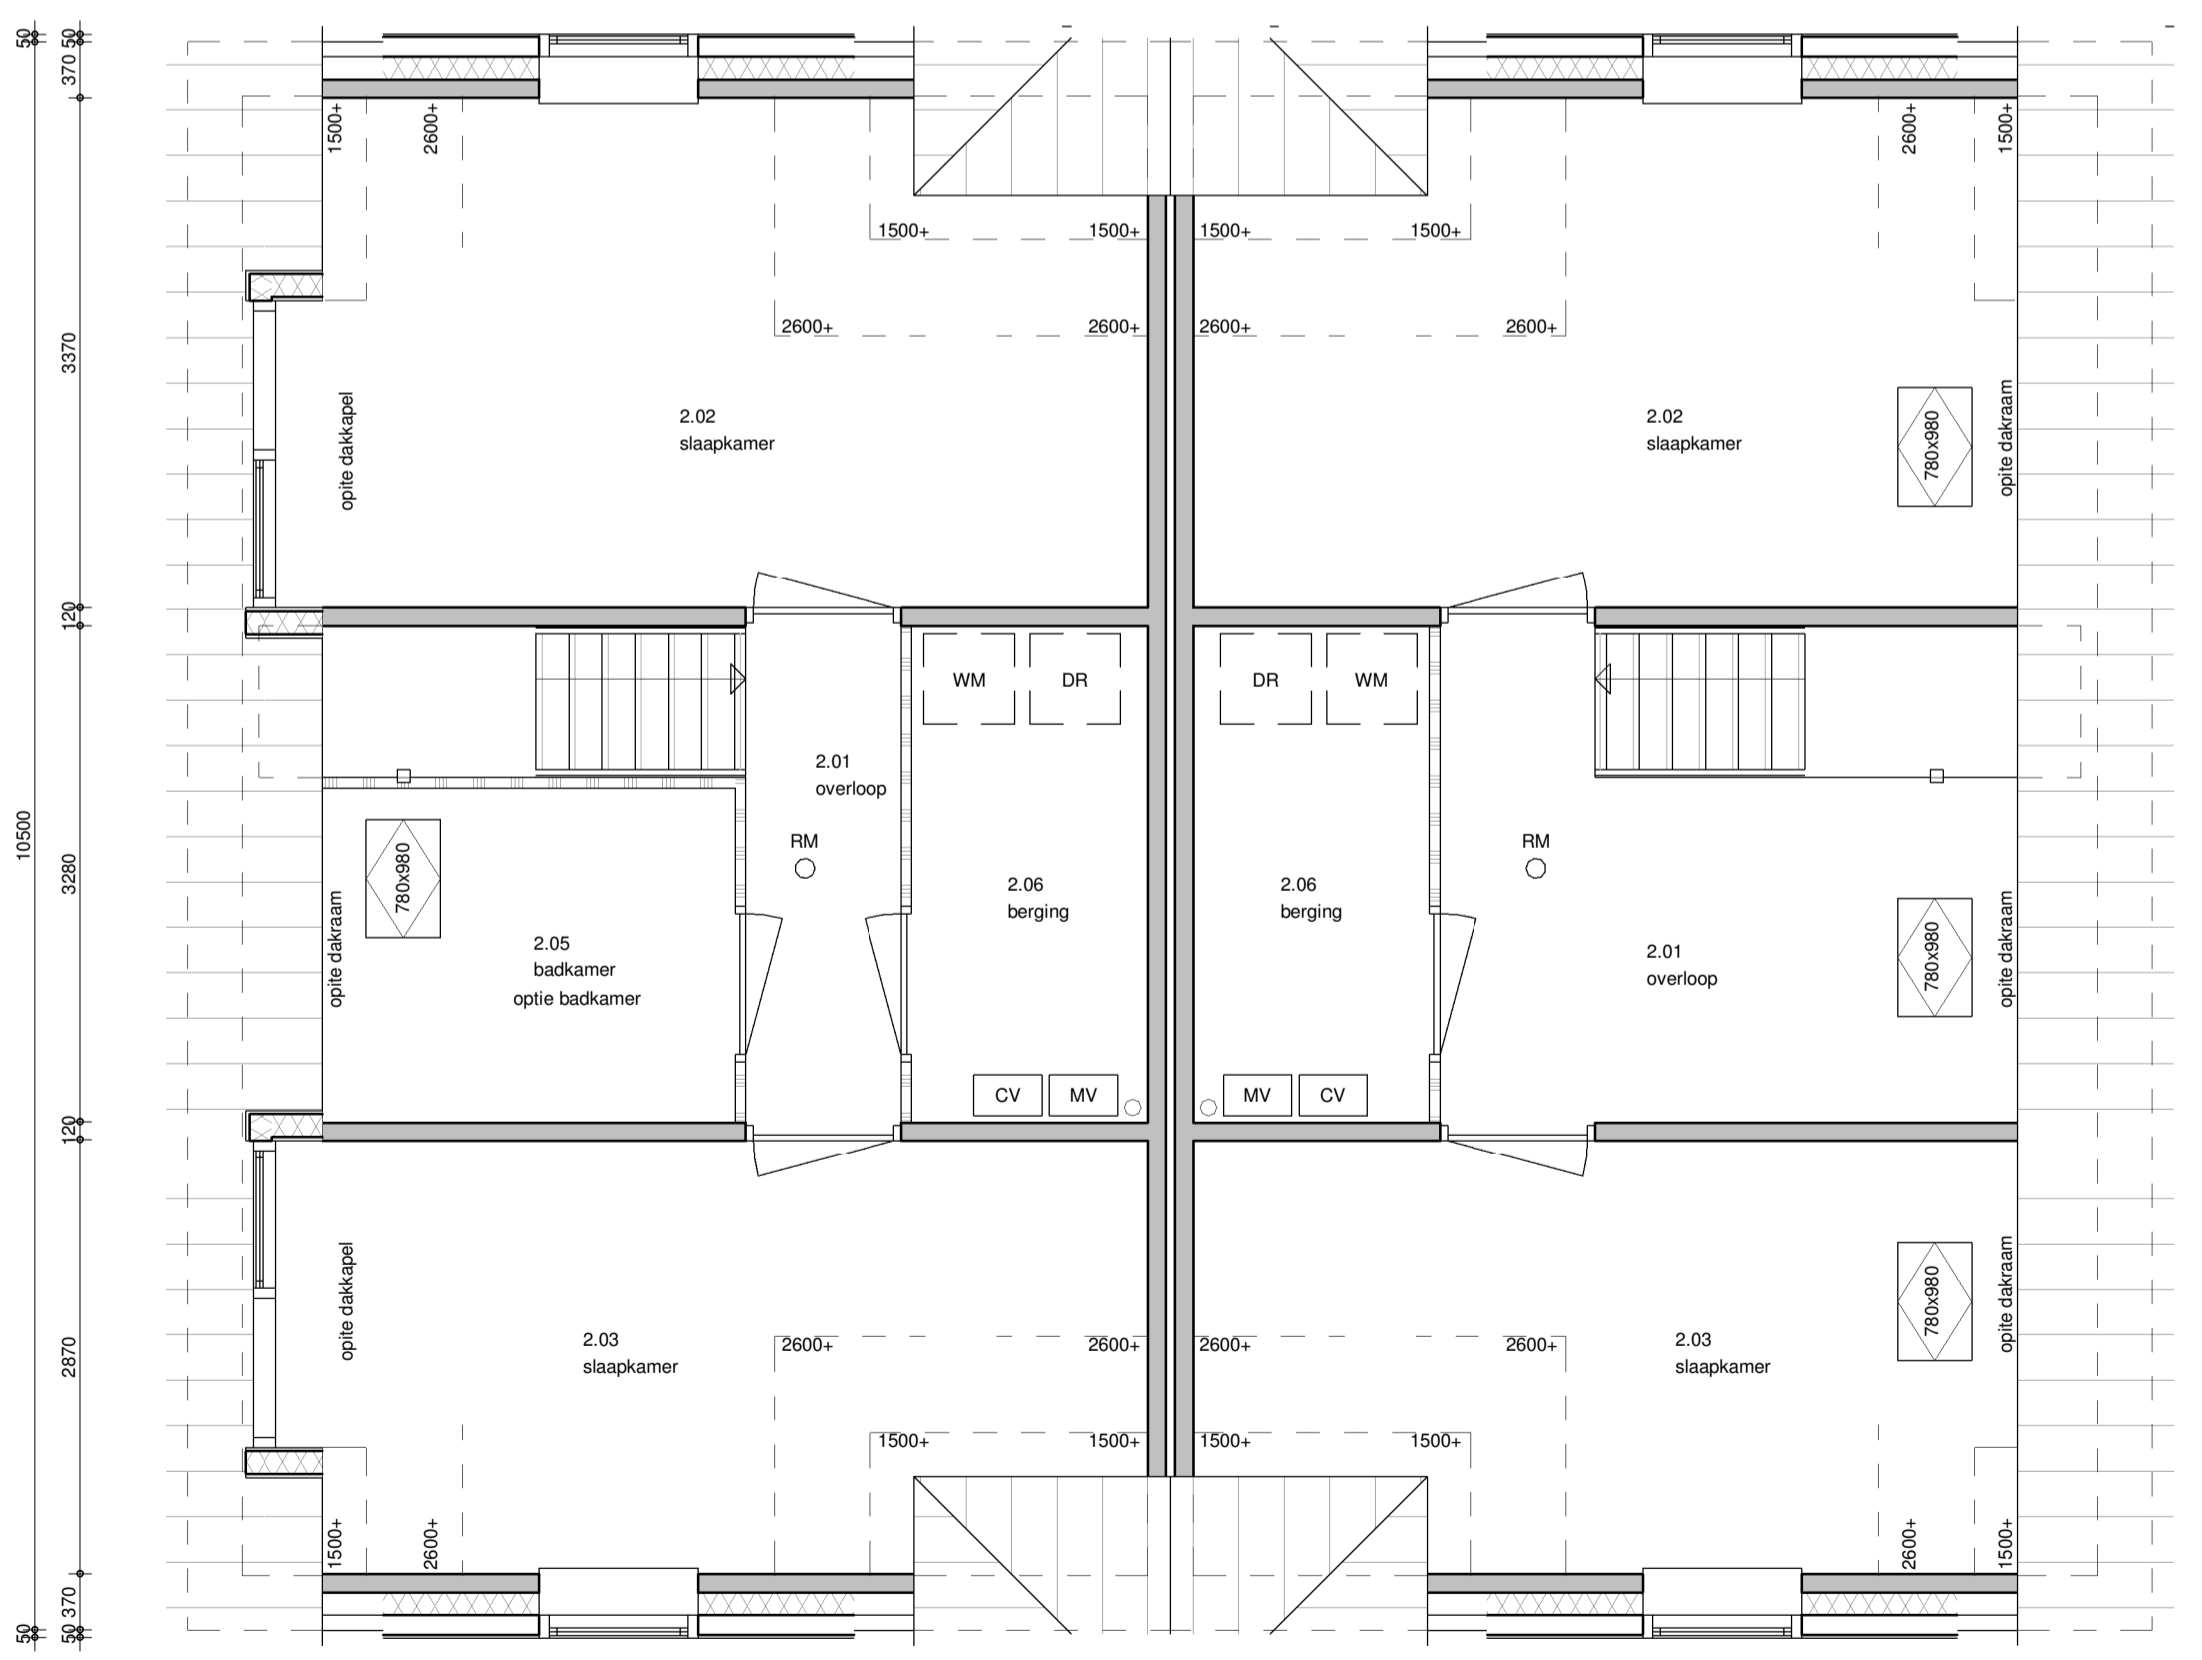 50
50
370
3370
120
10500
3280
120
2870
370
50
50
1500+
2600+
2600+
1500+
1500+
1500+
1500+
1500+
2600+
2600+
2600+
2600+
opite dakkapel
2.02
slaapkamer
2.02
slaapkamer
780x980
opite dakraam
WM
DR
DR
WM
2.01
overloop
RM
RM
780x980
opite dakraam
2.05
badkamer
optie badkamer
2.06
berging
2.06
berging
2.01
overloop
780x980
opite dakraam
CV
MV
MV
CV
opite dakkapel
2.03
slaapkamer
2.03
slaapkamer
780x980
opite dakraam
2600+
2600+
2600+
2600+
1500+
1500+
1500+
1500+
1500+
2600+
2600+
1500+